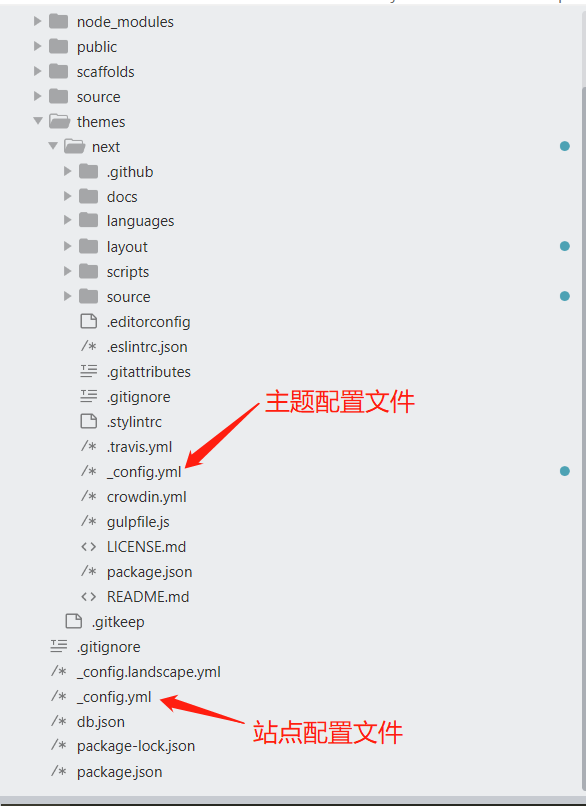 node_modules
public
scaffolds
source
themes
next
.github
docs
languages
layout
scripts
source
.editorconfig
.eslintrc.json
.gitattributes
.gitignore
主题配置文件
.stylintrc
.travis.yml
_config.yml
crowdin.yml
gulpfile.js
LICENSE.md
package.json
README.md
.gitkeep
.gitignore
_config.landscape.yml
_config.yml
db.json
站点配置文件
package-lock.json
package.json